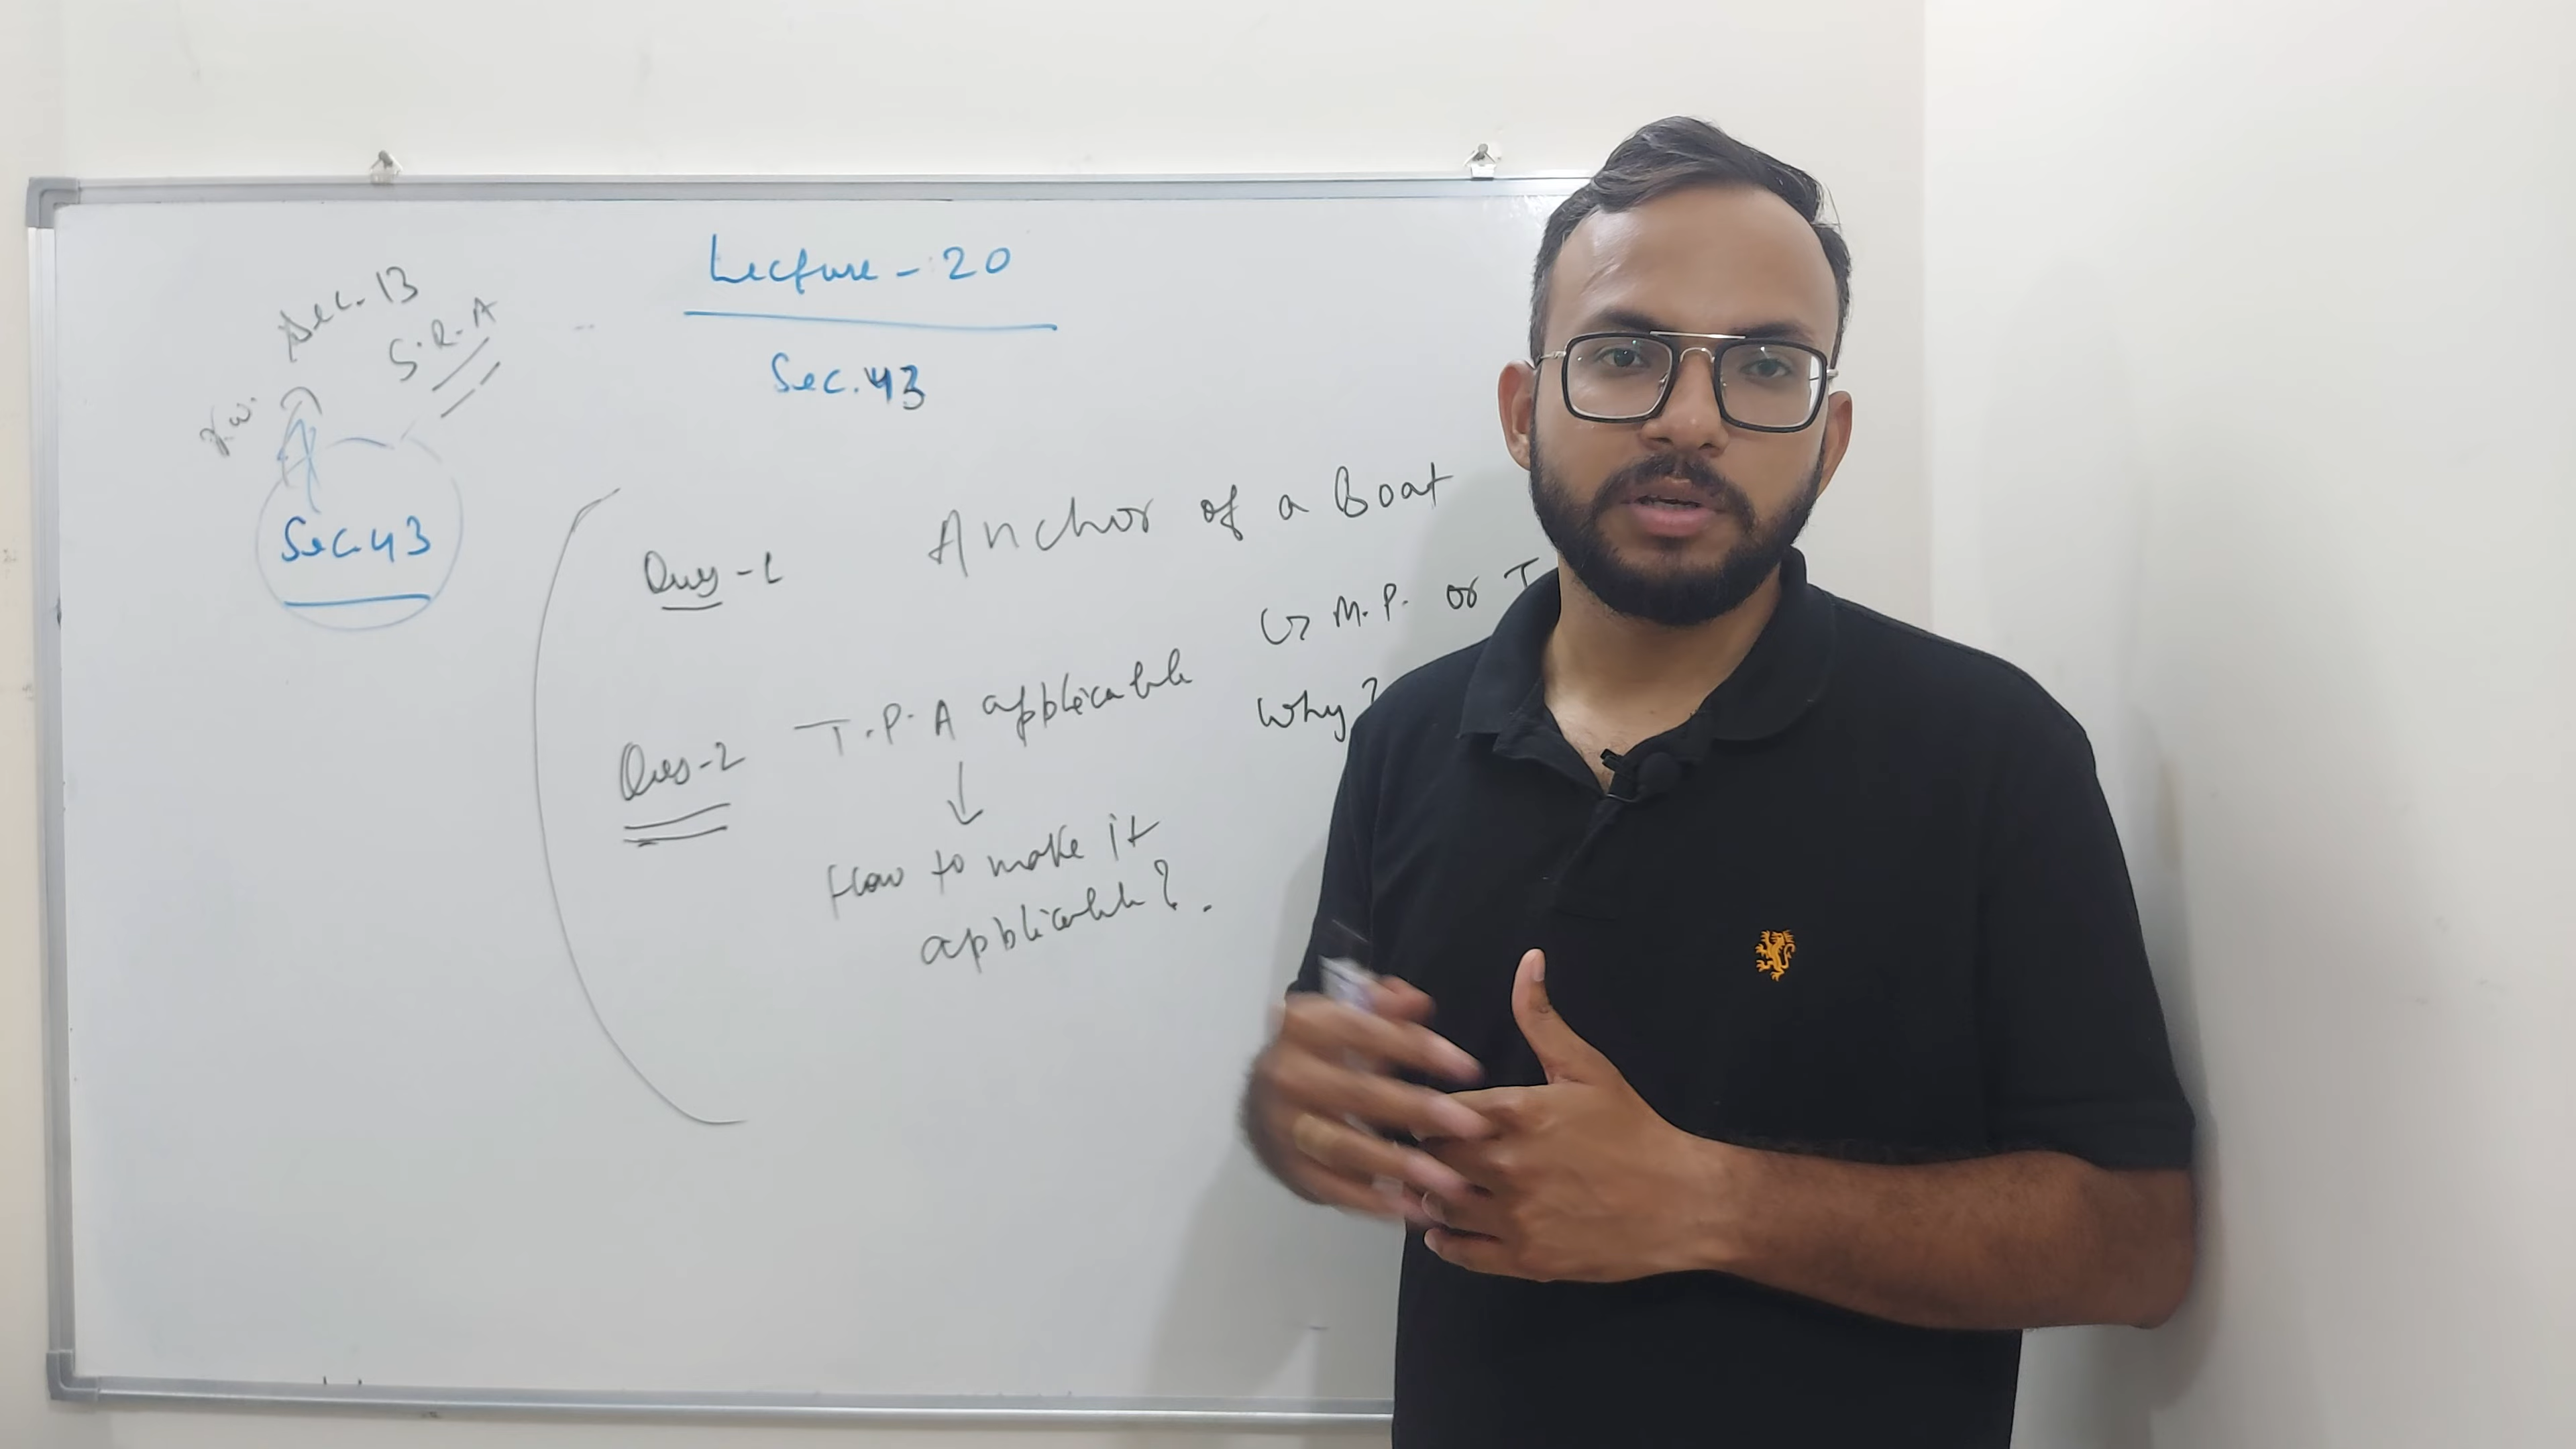 Lecture - 20
Sec. 43
Sec. 13
S.R.A
r.w.
Sec. 43
Ques - 1 Anchor of a Boat
↳ M.P. or I
Why?
Ques - 2 T.P.A applicable
↓
How to make it
applicable?.